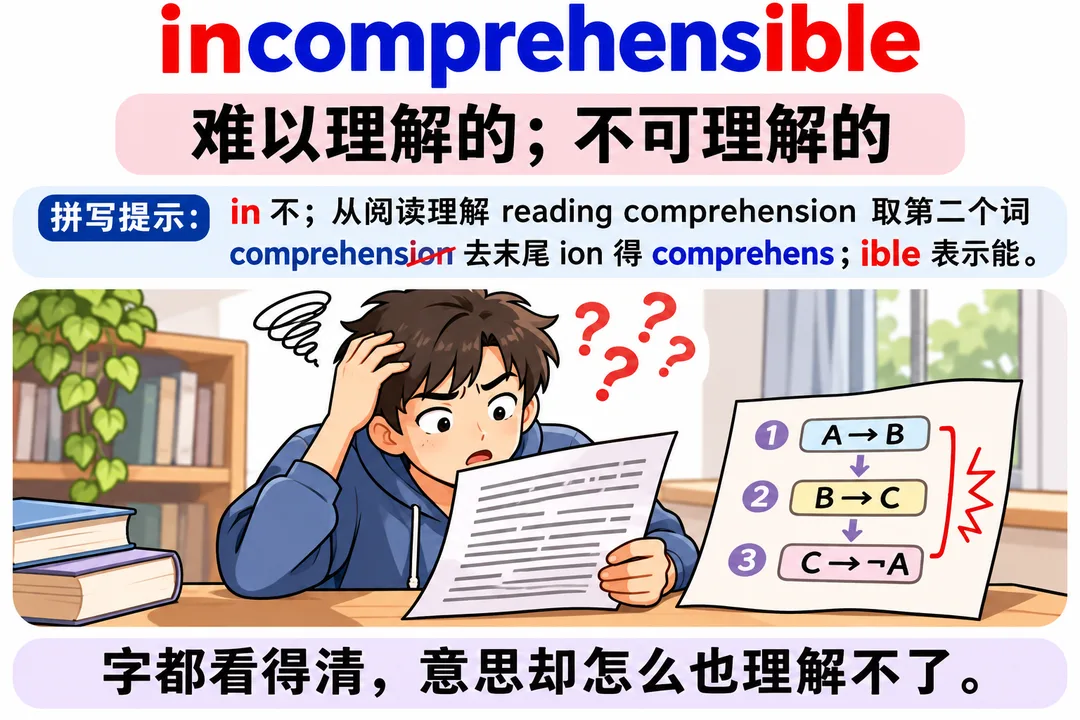 incomprehensible
难以理解的；不可理解的
拼写提示：
in 不；从阅读理解 reading comprehension 取第二个词
comprehension 去末尾 ion 得 comprehens；ible 表示能。
? ? ? ?
1 A→B
2 B→C
3 C→¬A
字都看得清，意思却怎么也理解不了。